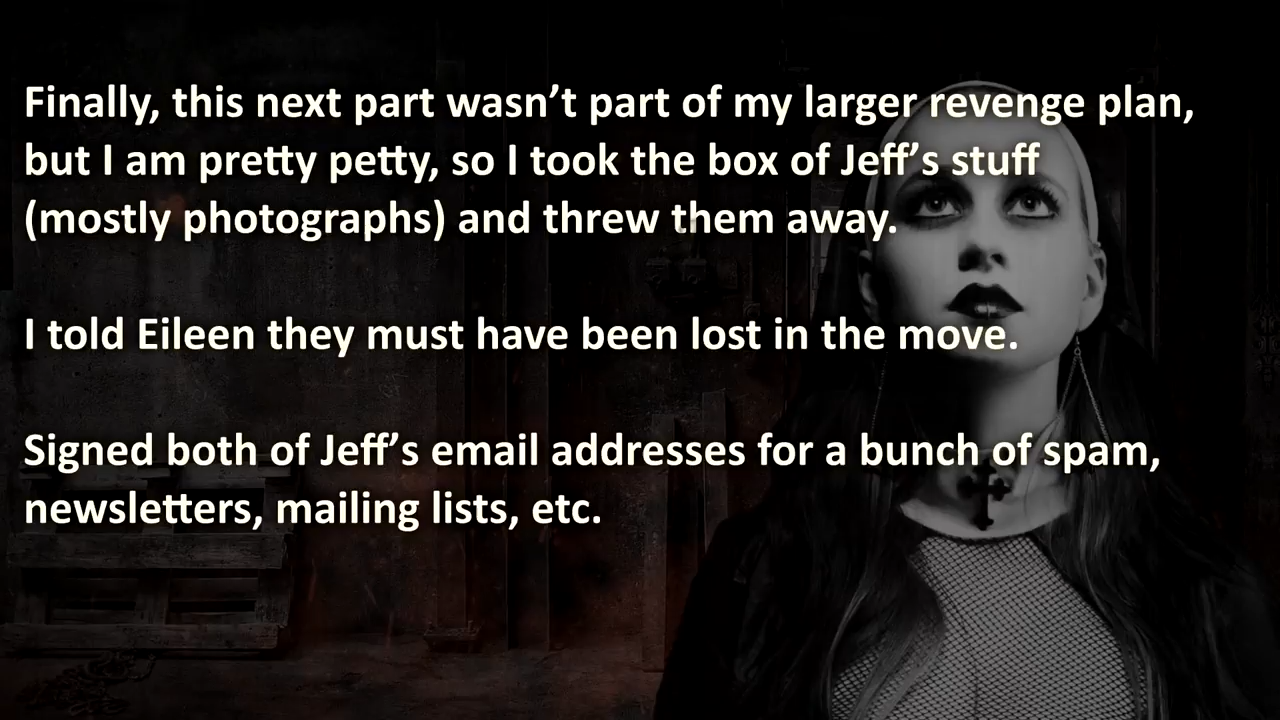 Finally, this next part wasn’t part of my larger revenge plan,
but I am pretty petty, so I took the box of Jeff’s stuff
(mostly photographs) and threw them away.
I told Eileen they must have been lost in the move.
Signed both of Jeff’s email addresses for a bunch of spam,
newsletters, mailing lists, etc.